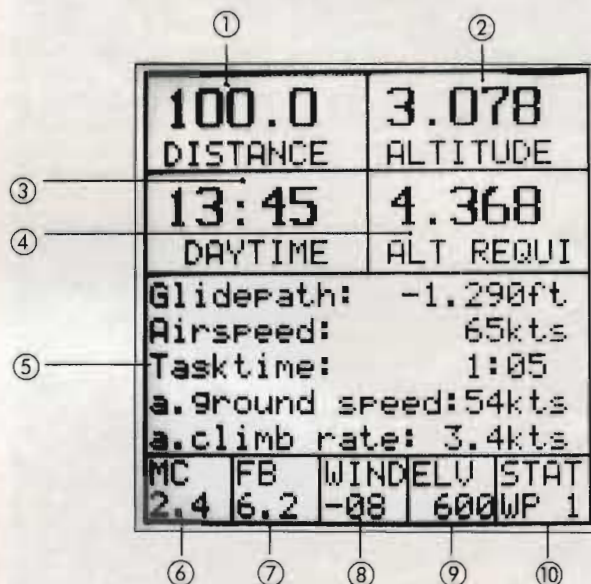 ① ②
100.0 3.078
DISTANCE ALTITUDE
③
13:45 4.368
④
DAYTIME ALT REQUI
Glidepath: -1.290ft
Airspeed: 65kts
⑤ Tasktime: 1:05
a.ground speed:54kts
a.climb rate: 3.4kts
MC FB WIND ELV STAT
2.4 6.2 -08 600 WP 1
⑥ ⑦ ⑧ ⑨ ⑩